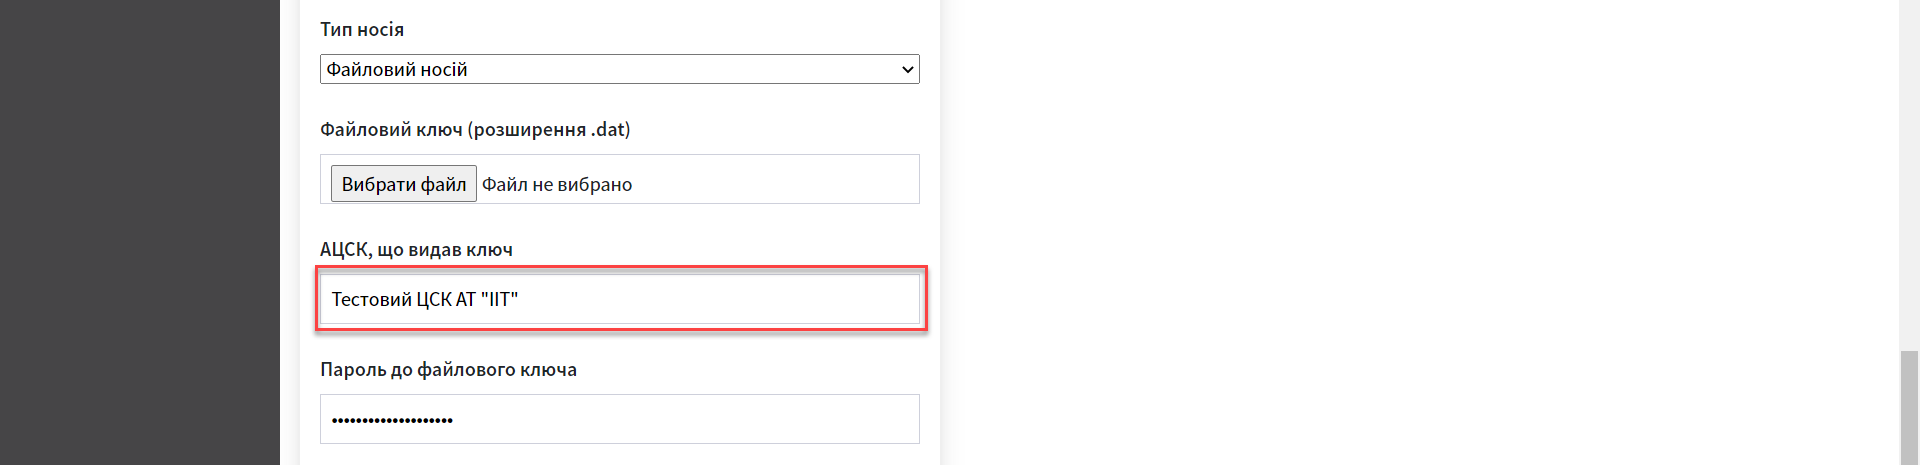 Тип носія
Файловий носій
Файловий ключ (розширення .dat)
Вибрати файл Файл не вибрано
АЦСК, що видав ключ
Тестовий ЦСК АТ "ІІТ"
Пароль до файлового ключа
••••••••••••••••••••